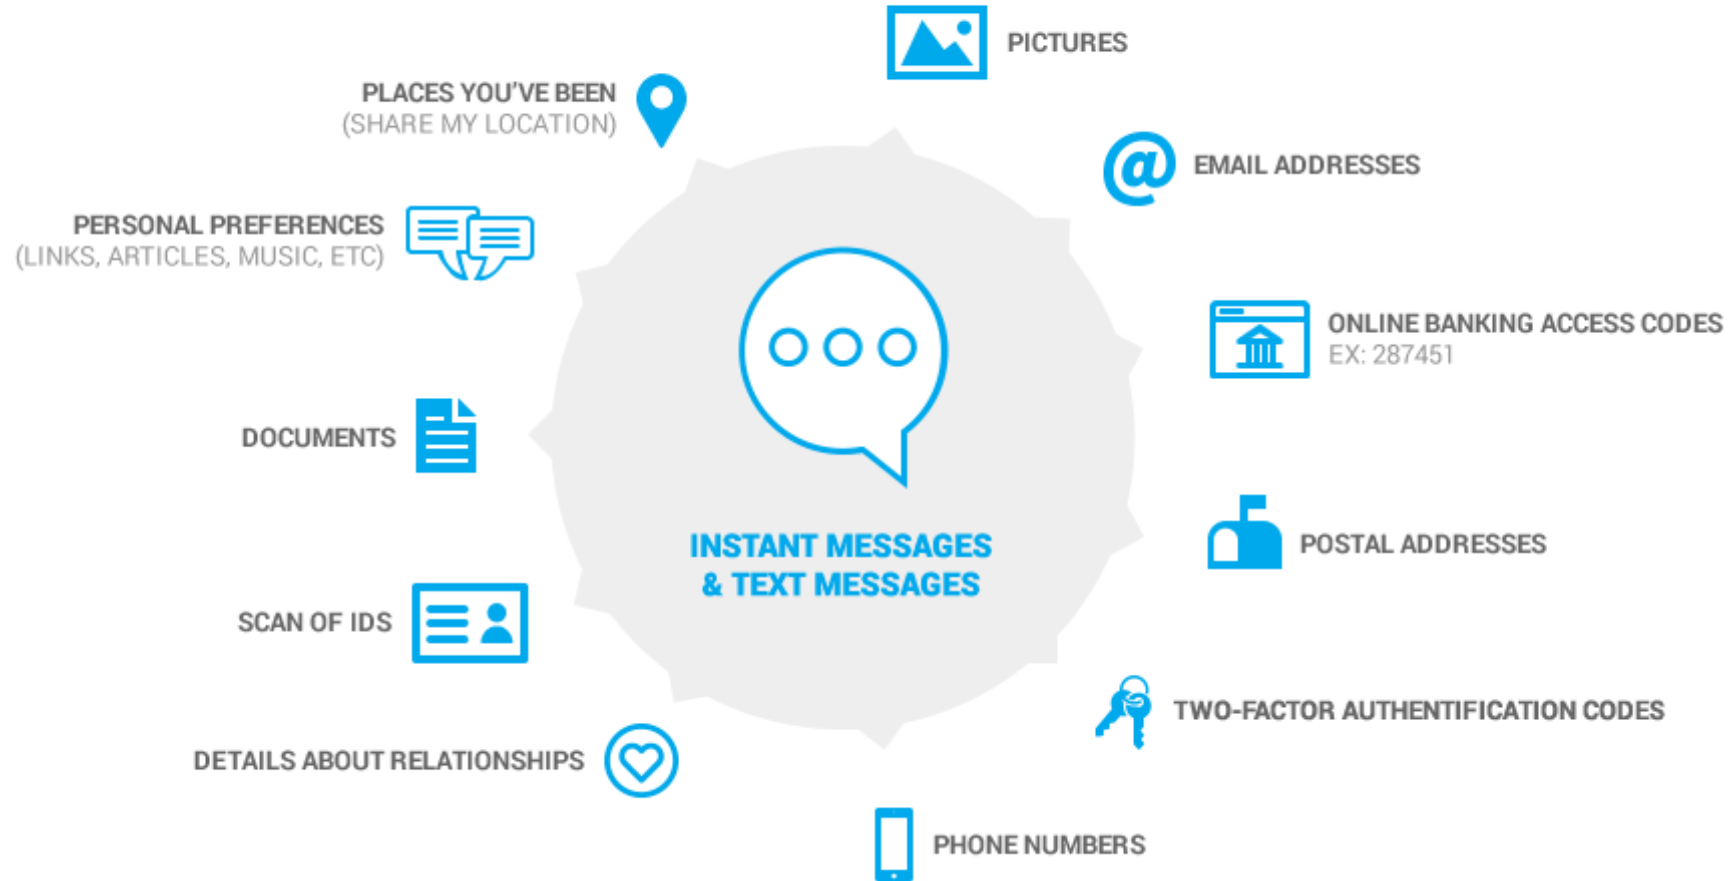 PICTURES
PLACES YOU'VE BEEN
(SHARE MY LOCATION)
EMAIL ADDRESSES
PERSONAL PREFERENCES
(LINKS, ARTICLES, MUSIC, ETC)
ONLINE BANKING ACCESS CODES
EX: 287451
DOCUMENTS
INSTANT MESSAGES
& TEXT MESSAGES
POSTAL ADDRESSES
SCAN OF IDS
TWO-FACTOR AUTHENTIFICATION CODES
DETAILS ABOUT RELATIONSHIPS
PHONE NUMBERS